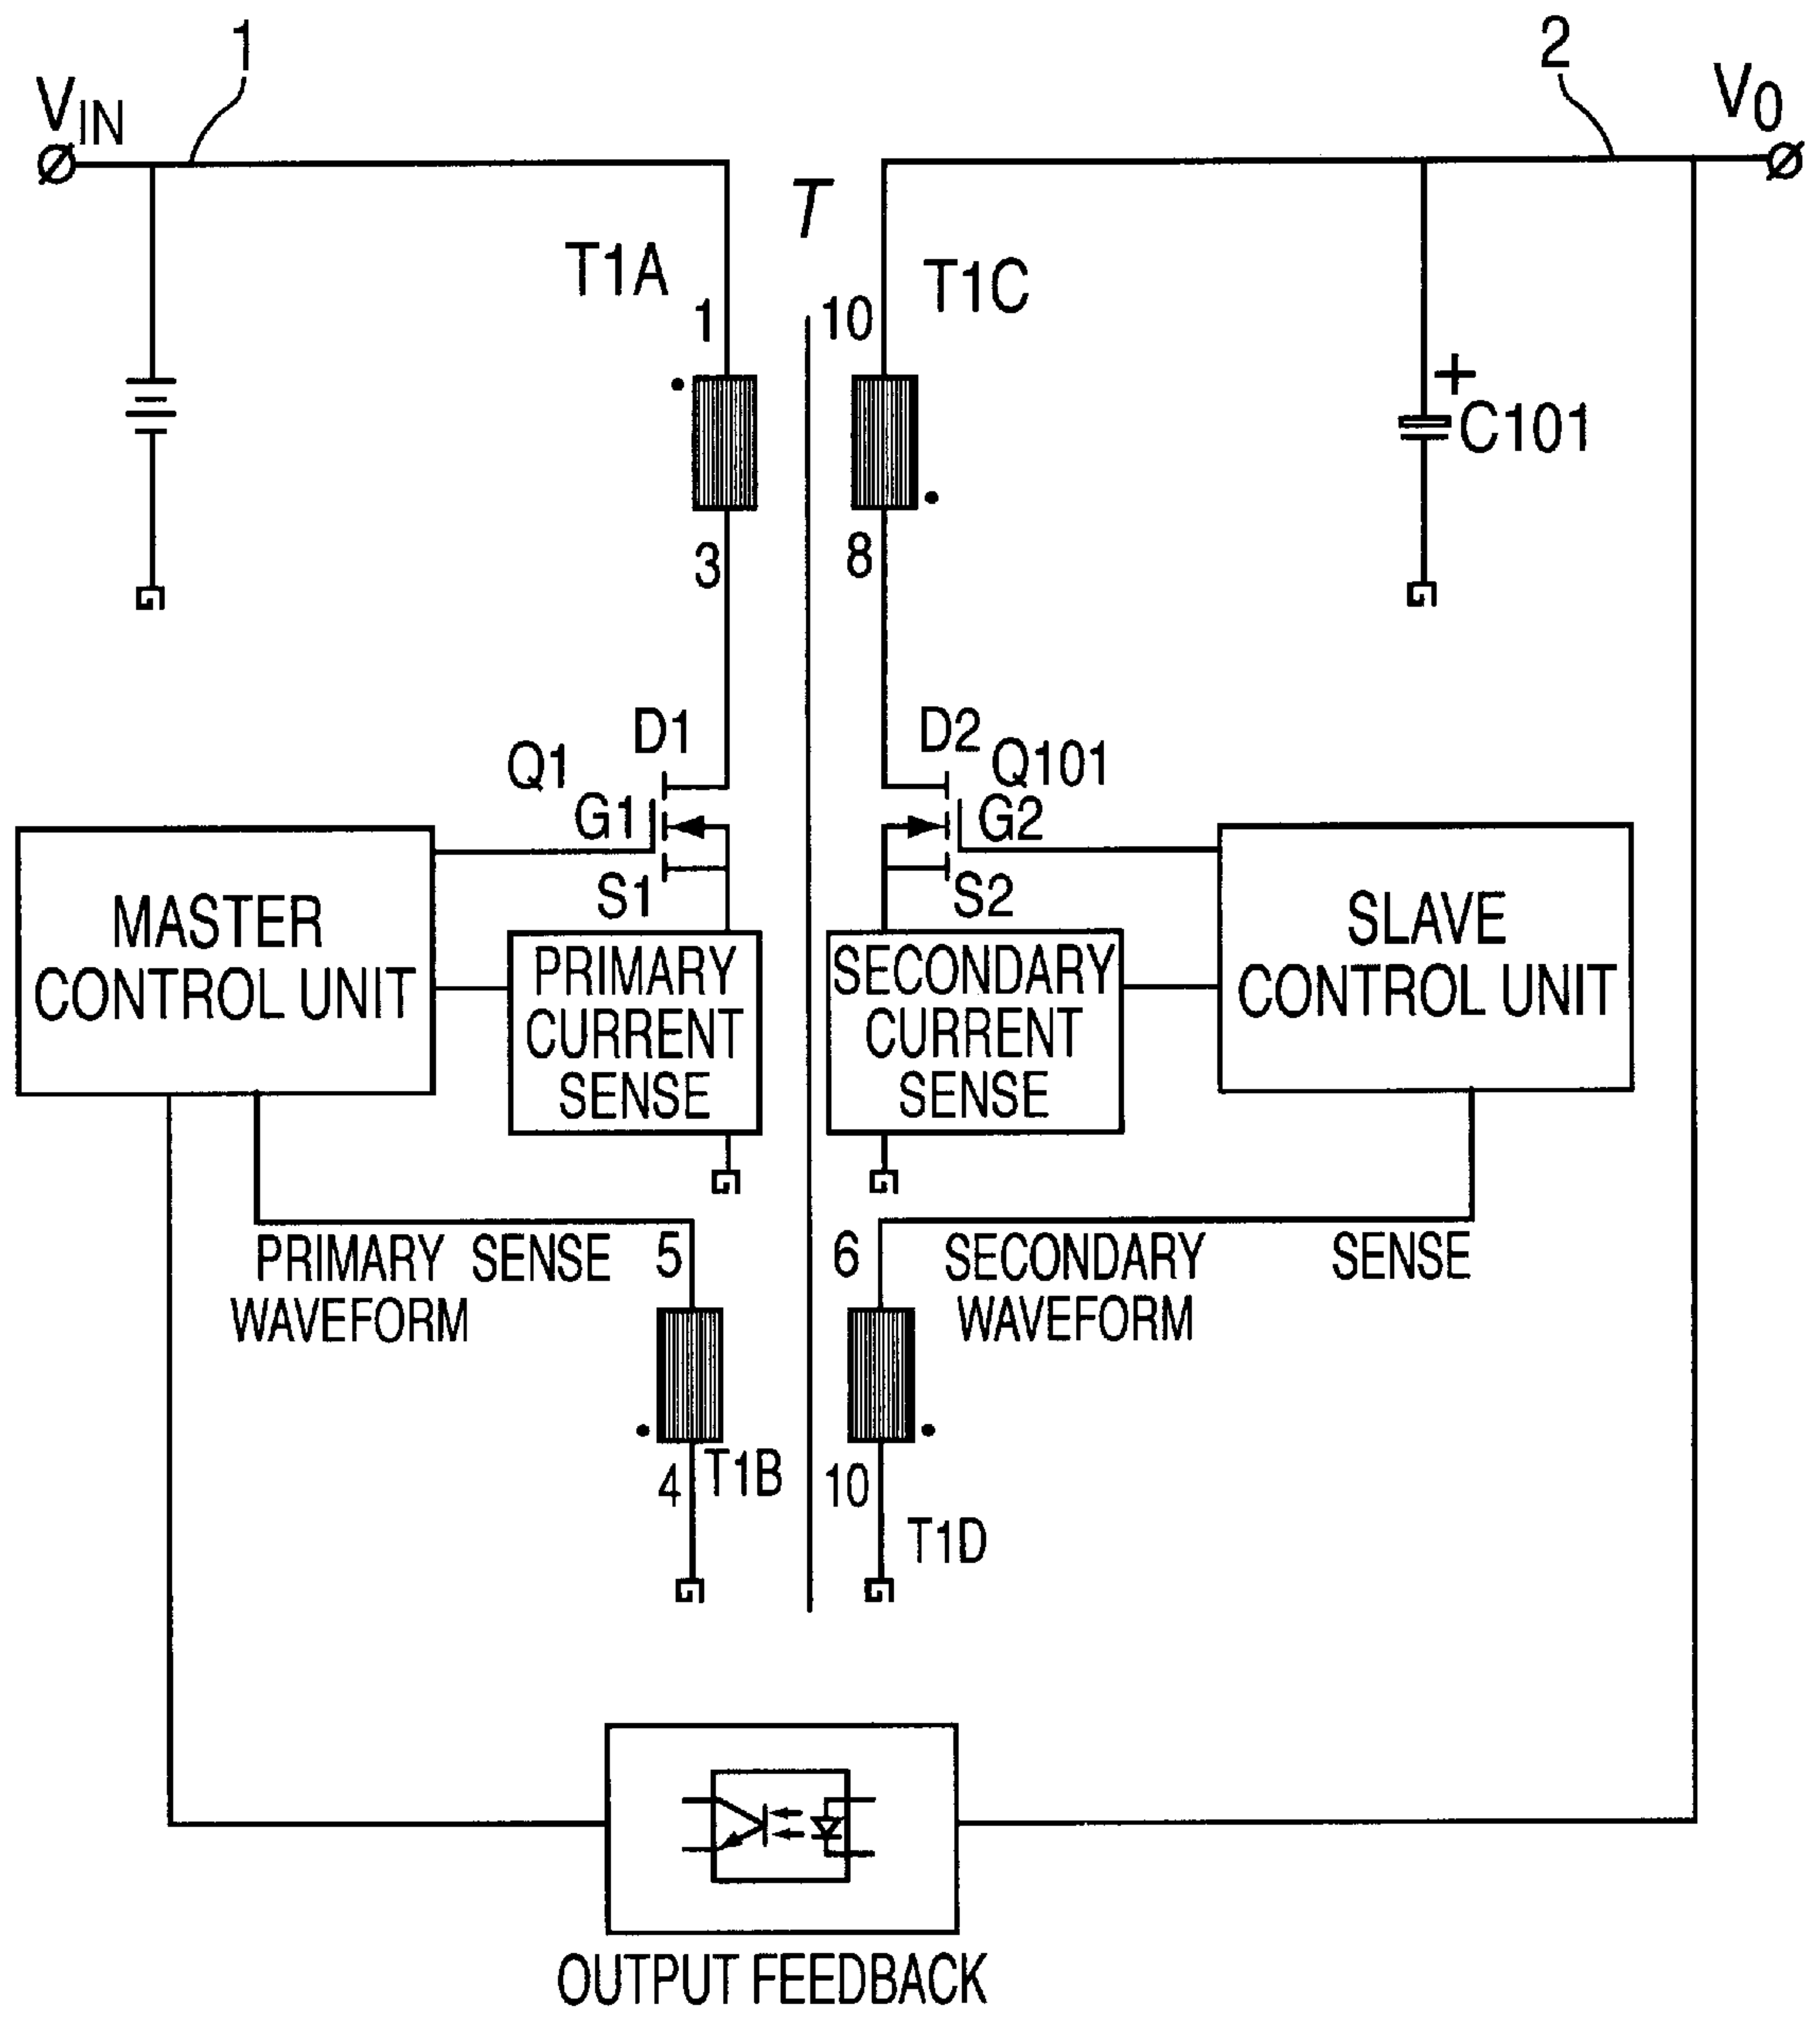 1
2
VIN
V0
T
T1A
T1C
1
10
+
C101
3
8
D1
D2
Q1
Q101
G1
G2
S1
S2
MASTER
CONTROL UNIT
PRIMARY
CURRENT
SENSE
SECONDARY
CURRENT
SENSE
SLAVE
CONTROL UNIT
PRIMARY SENSE
WAVEFORM
5
6
SECONDARY SENSE
WAVEFORM
4
T1B
10
T1D
OUTPUT FEEDBACK